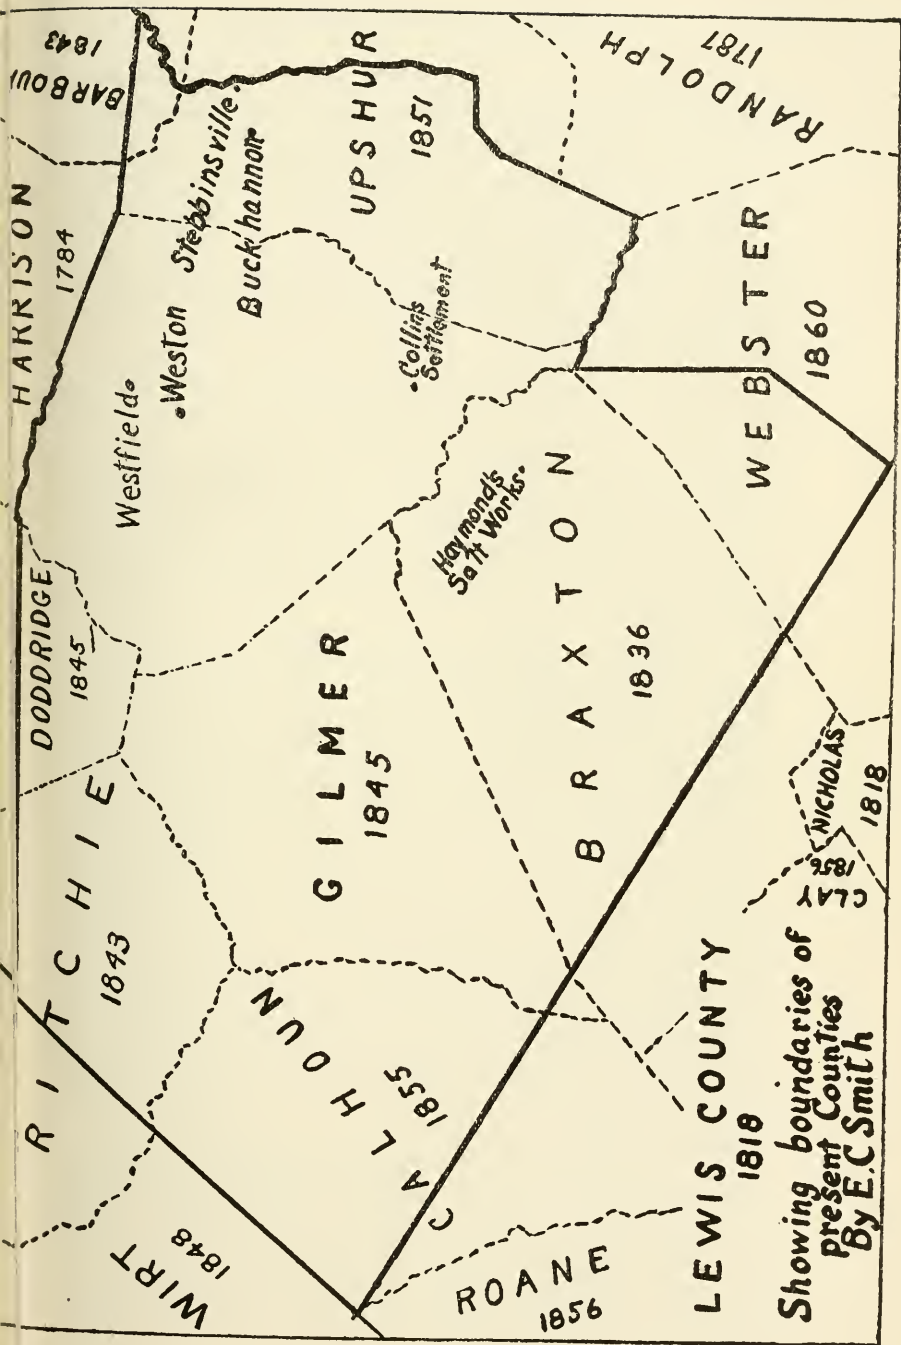 RITCHIE
1843
DODDRIDGE
1845
HARRISON
1784
BARBOU
1843
WIRT
1848
Westfield
Weston
Stebbinsville
Buckhannon
CALHOUN
1855
GILMER
1845
UPSHUR
1851
Collins
Settlement
Haymond's
Salt Works
BRAXTON
1836
ROANE
1856
WEBSTER
1860
RANDOLPH
1787
LEWIS COUNTY
1818
Showing boundaries of
present Counties
By E.C Smith
CLAY
1856
NICHOLAS
1818